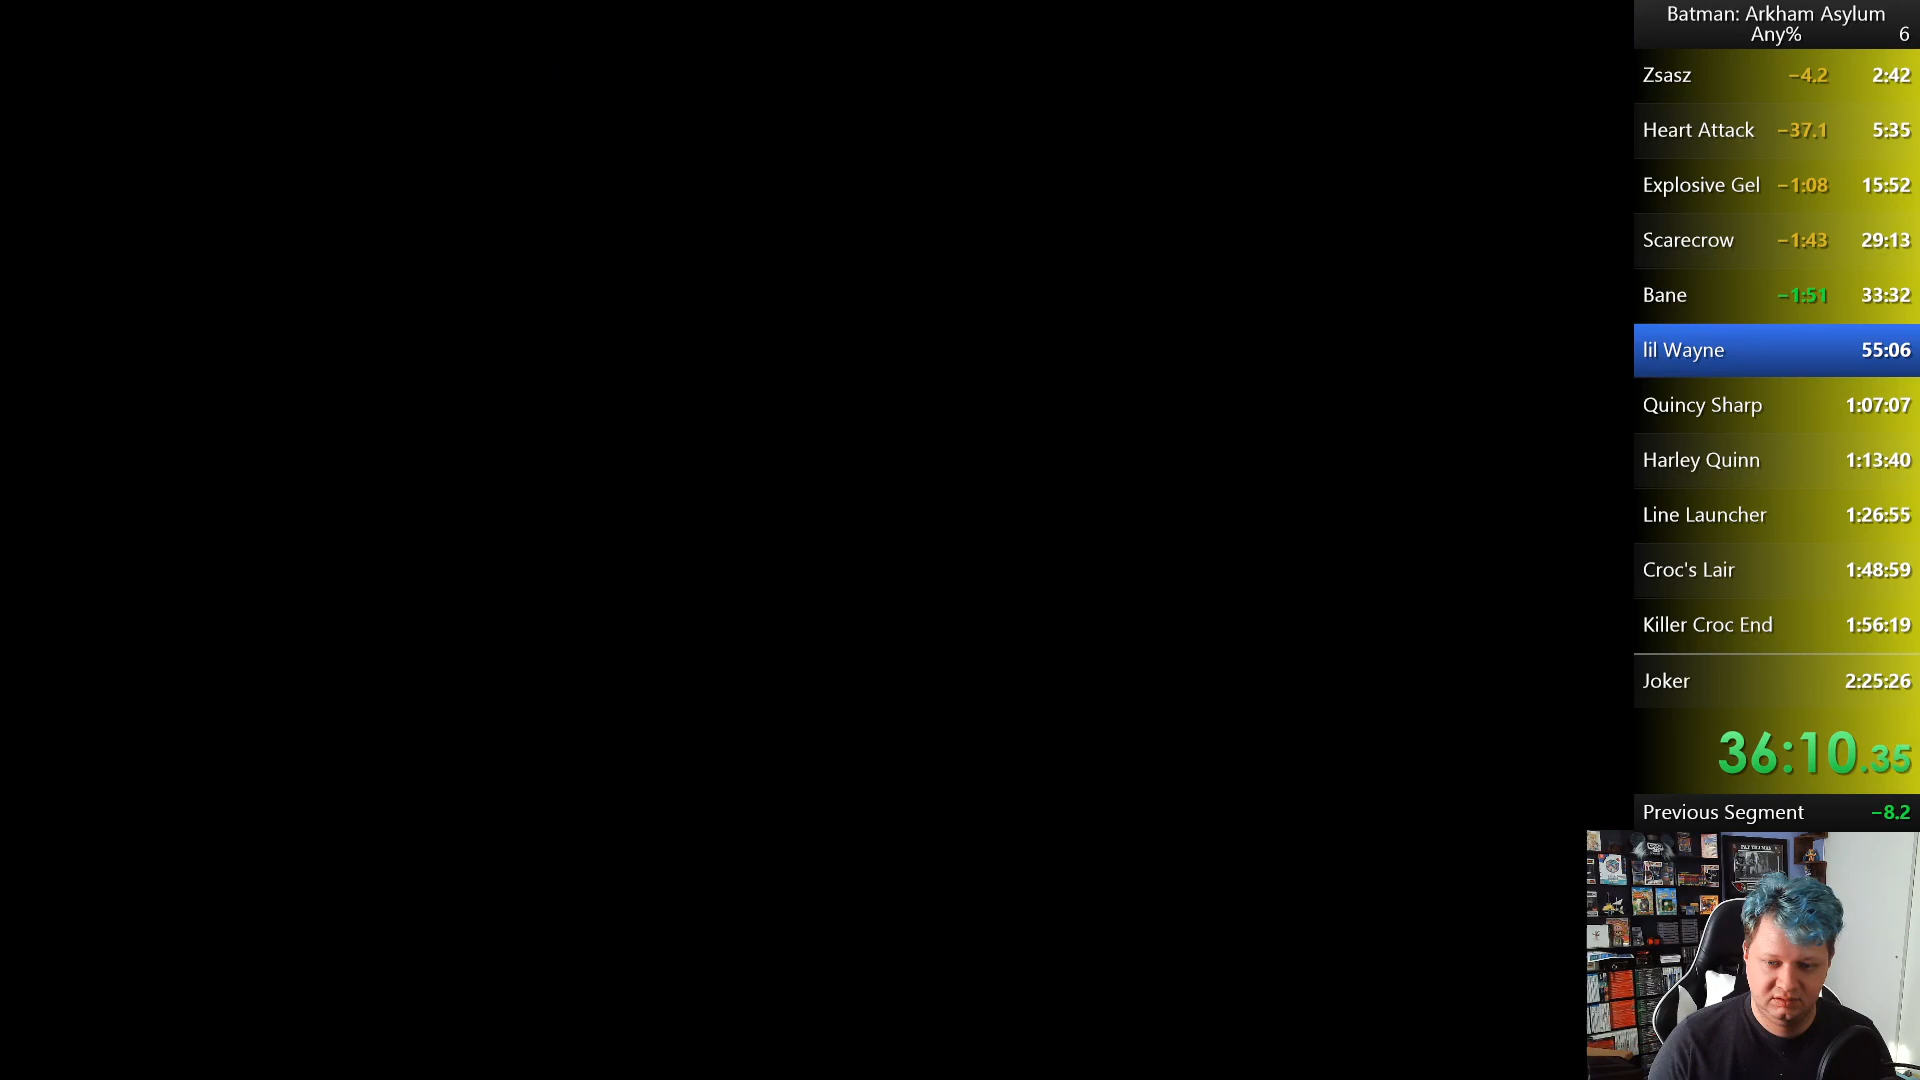 Batman: Arkham Asylum
Any% 6
Zsasz −4.2 2:42
Heart Attack −37.1 5:35
Explosive Gel −1:08 15:52
Scarecrow −1:43 29:13
Bane −1:51 33:32
lil Wayne 55:06
Quincy Sharp 1:07:07
Harley Quinn 1:13:40
Line Launcher 1:26:55
Croc's Lair 1:48:59
Killer Croc End 1:56:19
Joker 2:25:26
36:10.35
Previous Segment −8.2